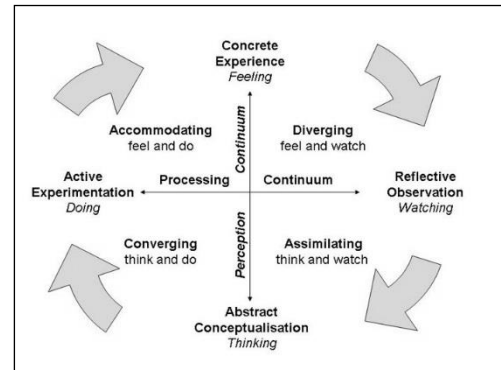 Concrete
Experience
Feeling
Continuum
Accommodating
feel and do
Diverging
feel and watch
Active
Experimentation
Doing
Processing
Continuum
Reflective
Observation
Watching
Perception
Converging
think and do
Assimilating
think and watch
Abstract
Conceptualisation
Thinking